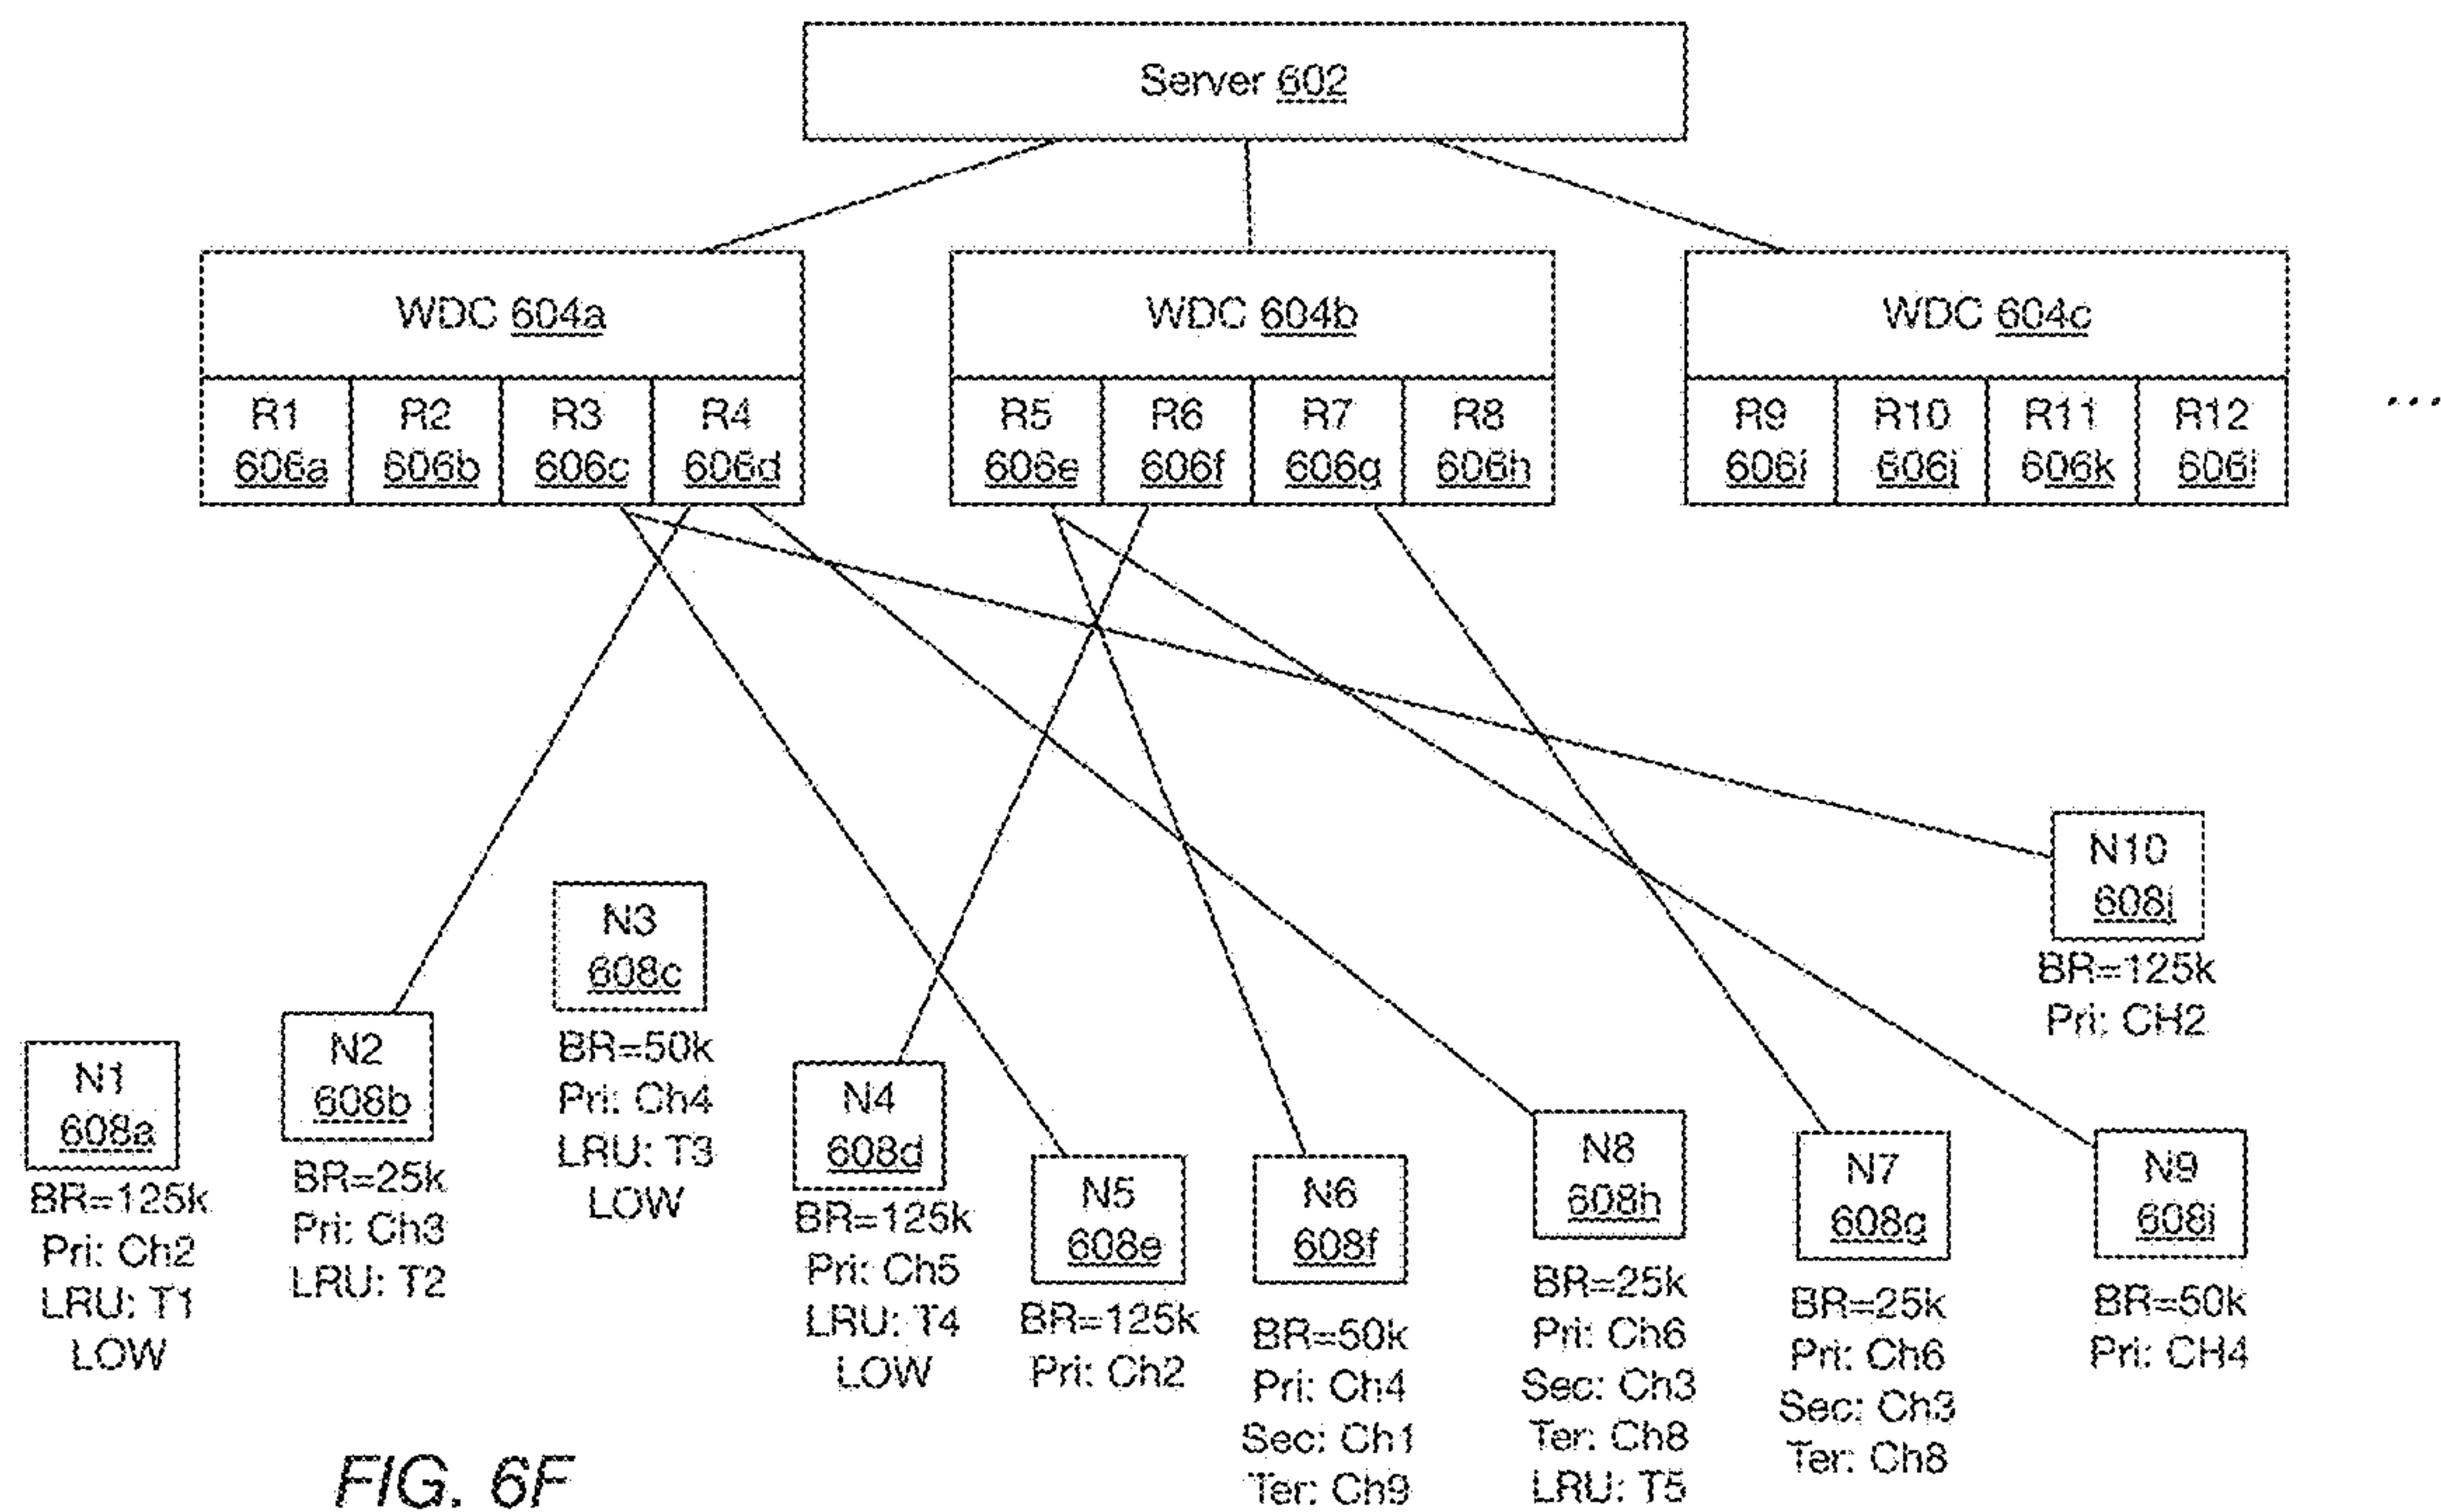 Server 602
WDC 604a
WDC 604b
WDC 604c
R1
606a
R2
606b
R3
606c
R4
606d
R5
606e
R6
606f
R7
606g
R8
606h
R9
606i
R10
606j
R11
606k
R12
606l
...
N1
608a
BR=125k
Pri: Ch2
LRU: T1
LOW
N2
608b
BR=25k
Pri: Ch3
LRU: T2
N3
608c
BR=50k
Pri: Ch4
LRU: T3
LOW
N4
608d
BR=125k
Pri: Ch5
LRU: T4
LOW
N5
608e
BR=125k
Pri: Ch2
N6
608f
BR=50k
Pri: Ch4
Sec: Ch1
Ter: Ch9
N8
608h
BR=25k
Pri: Ch6
Sec: Ch3
Ter: Ch8
LRU: T5
N7
608g
BR=25k
Pri: Ch6
Sec: Ch3
Ter: Ch8
N9
608i
BR=50k
Pri: CH4
N10
608j
BR=125k
Pri: CH2
FIG. 6F